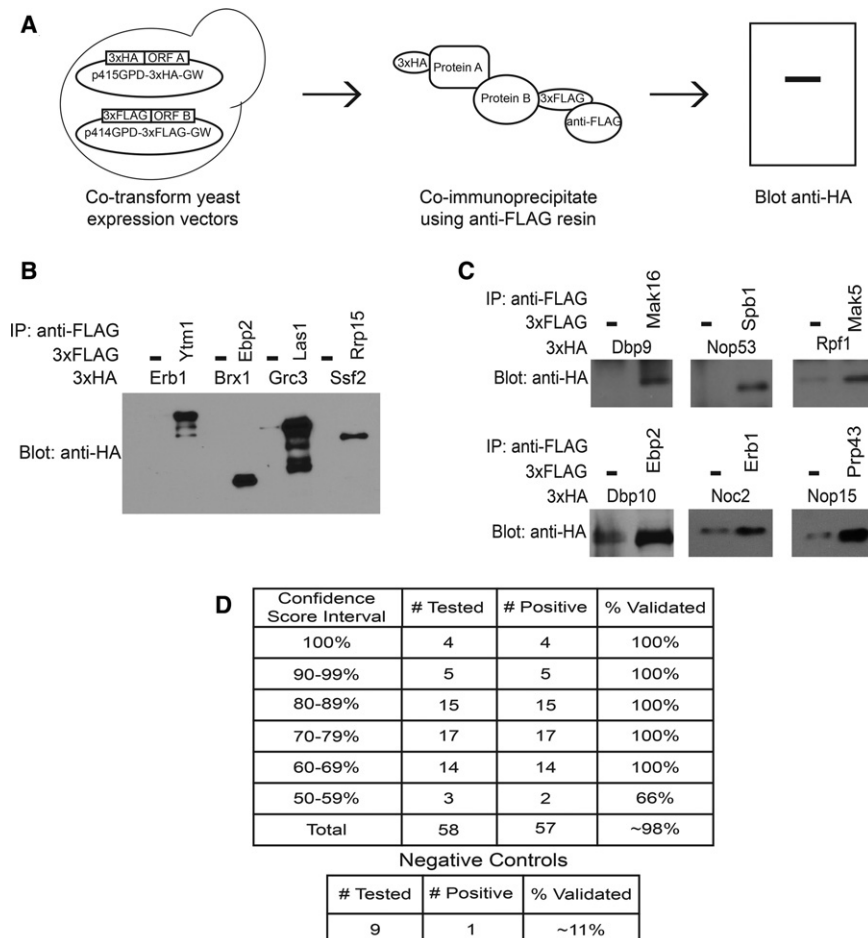 A
3xHA ORF A
p415GPD-3xHA-GW
3xFLAG ORF B
p414GPD-3xFLAG-GW
Co-transform yeast
expression vectors
3xHA
Protein A
Protein B
3xFLAG
anti-FLAG
Co-immunoprecipitate
using anti-FLAG resin
Blot anti-HA
B
IP: anti-FLAG
3xFLAG - Ytm1 - Ebp2 - Las1 - Rrp15
3xHA Erb1 Brx1 Grc3 Ssf2
Blot: anti-HA
C
IP: anti-FLAG
3xFLAG - Mak16 - Spb1 - Mak5
3xHA Dbp9 Nop53 Rpf1
Blot: anti-HA
IP: anti-FLAG
3xFLAG - Ebp2 - Erb1 - Prp43
3xHA Dbp10 Noc2 Nop15
Blot: anti-HA
D
Confidence
Score Interval # Tested # Positive % Validated
100% 4 4 100%
90-99% 5 5 100%
80-89% 15 15 100%
70-79% 17 17 100%
60-69% 14 14 100%
50-59% 3 2 66%
Total 58 57 ~98%
Negative Controls
# Tested # Positive % Validated
9 1 ~11%